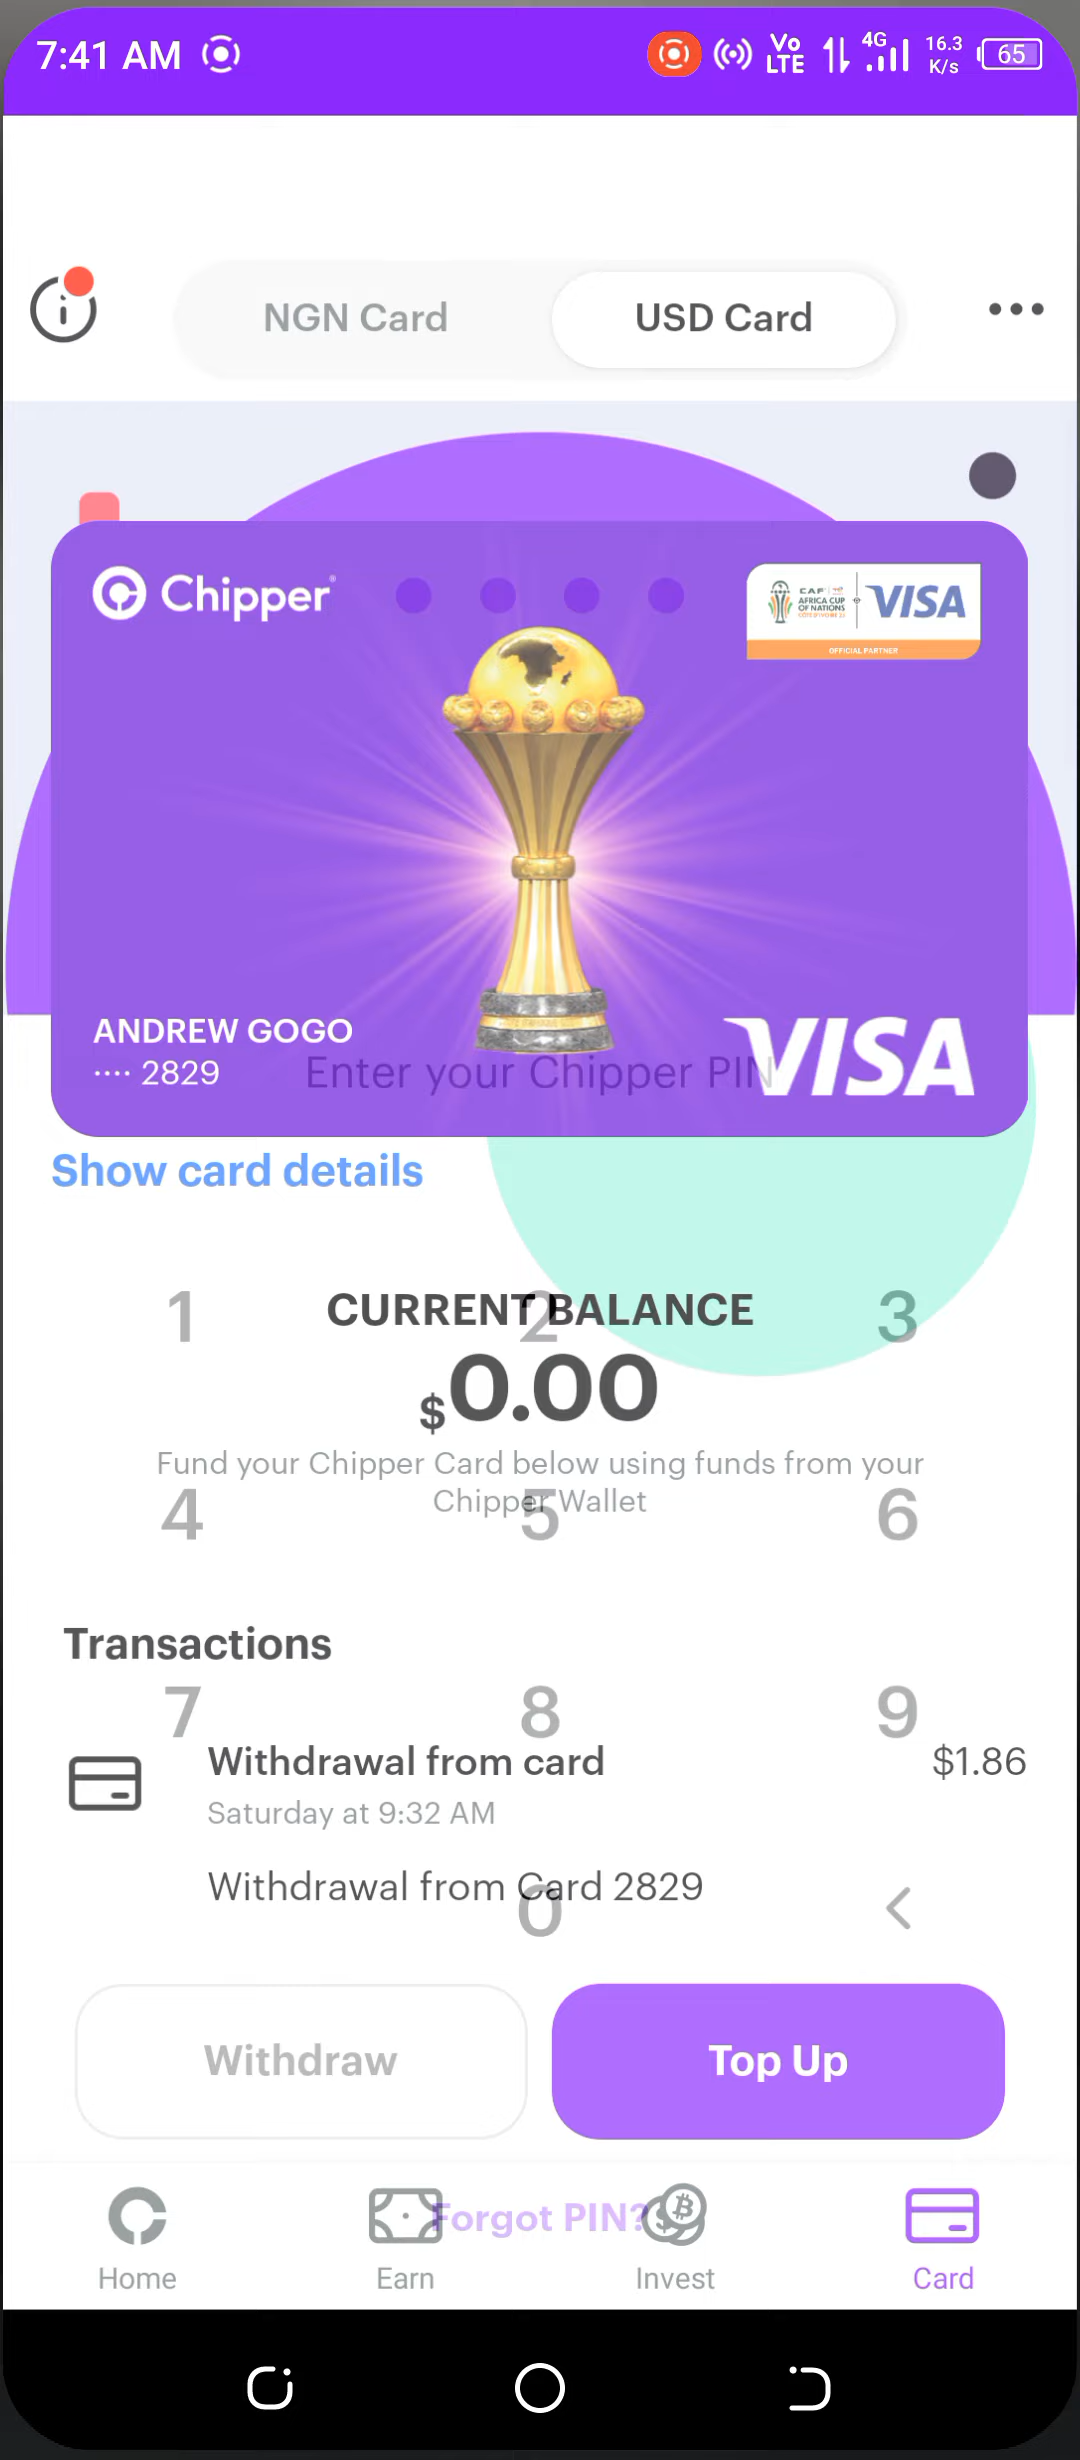 7:41 AM
Vo LTE 4G 16.3 K/s 65
NGN Card USD Card
Chipper
CAF AFRICA CUP OF NATIONS CÔTE D'IVOIRE 23 VISA
OFFICIAL PARTNER
ANDREW GOGO
···· 2829
Enter your Chipper PIN
VISA
Show card details
1 2 3
CURRENT BALANCE
$0.00
Fund your Chipper Card below using funds from your
Chipper Wallet
4 5 6
Transactions
7 8 9
Withdrawal from card $1.86
Saturday at 9:32 AM
Withdrawal from Card 2829
0
Withdraw Top Up
Forgot PIN?
Home Earn Invest Card